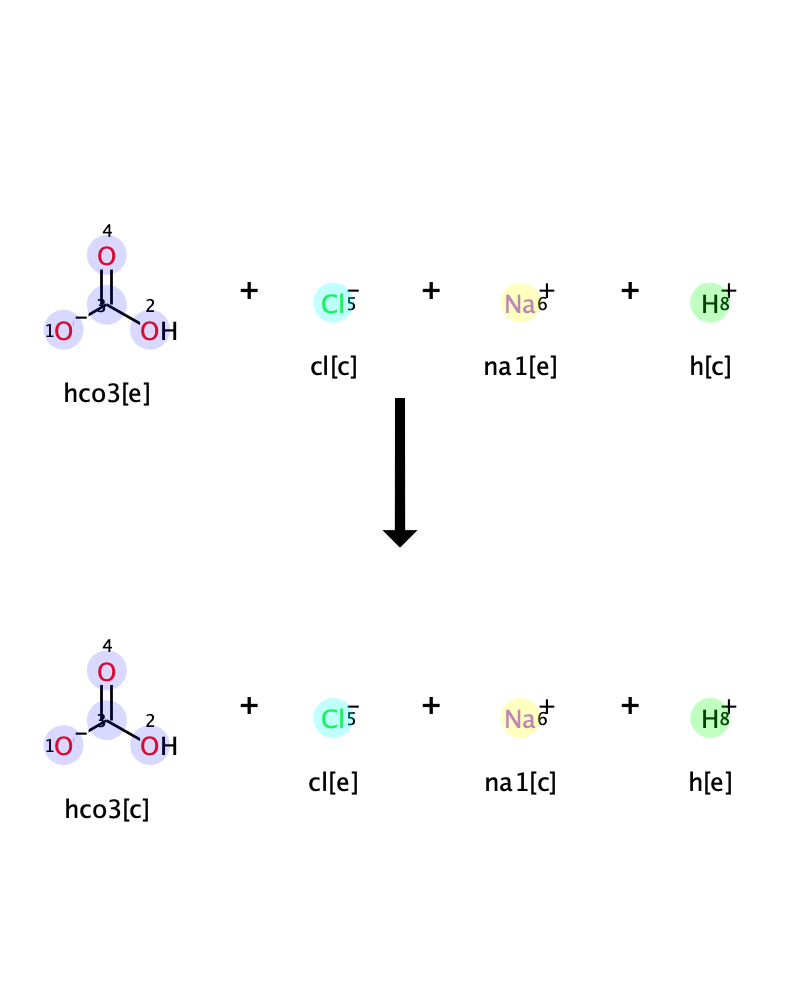 4
O
3
2
1O⁻
OH
+
Cl⁻
5
+
Na⁺
6
+
H⁺
8
hco3[e]
cl[c]
na1[e]
h[c]
4
O
3
2
1O⁻
OH
+
Cl⁻
5
+
Na⁺
6
+
H⁺
8
hco3[c]
cl[e]
na1[c]
h[e]